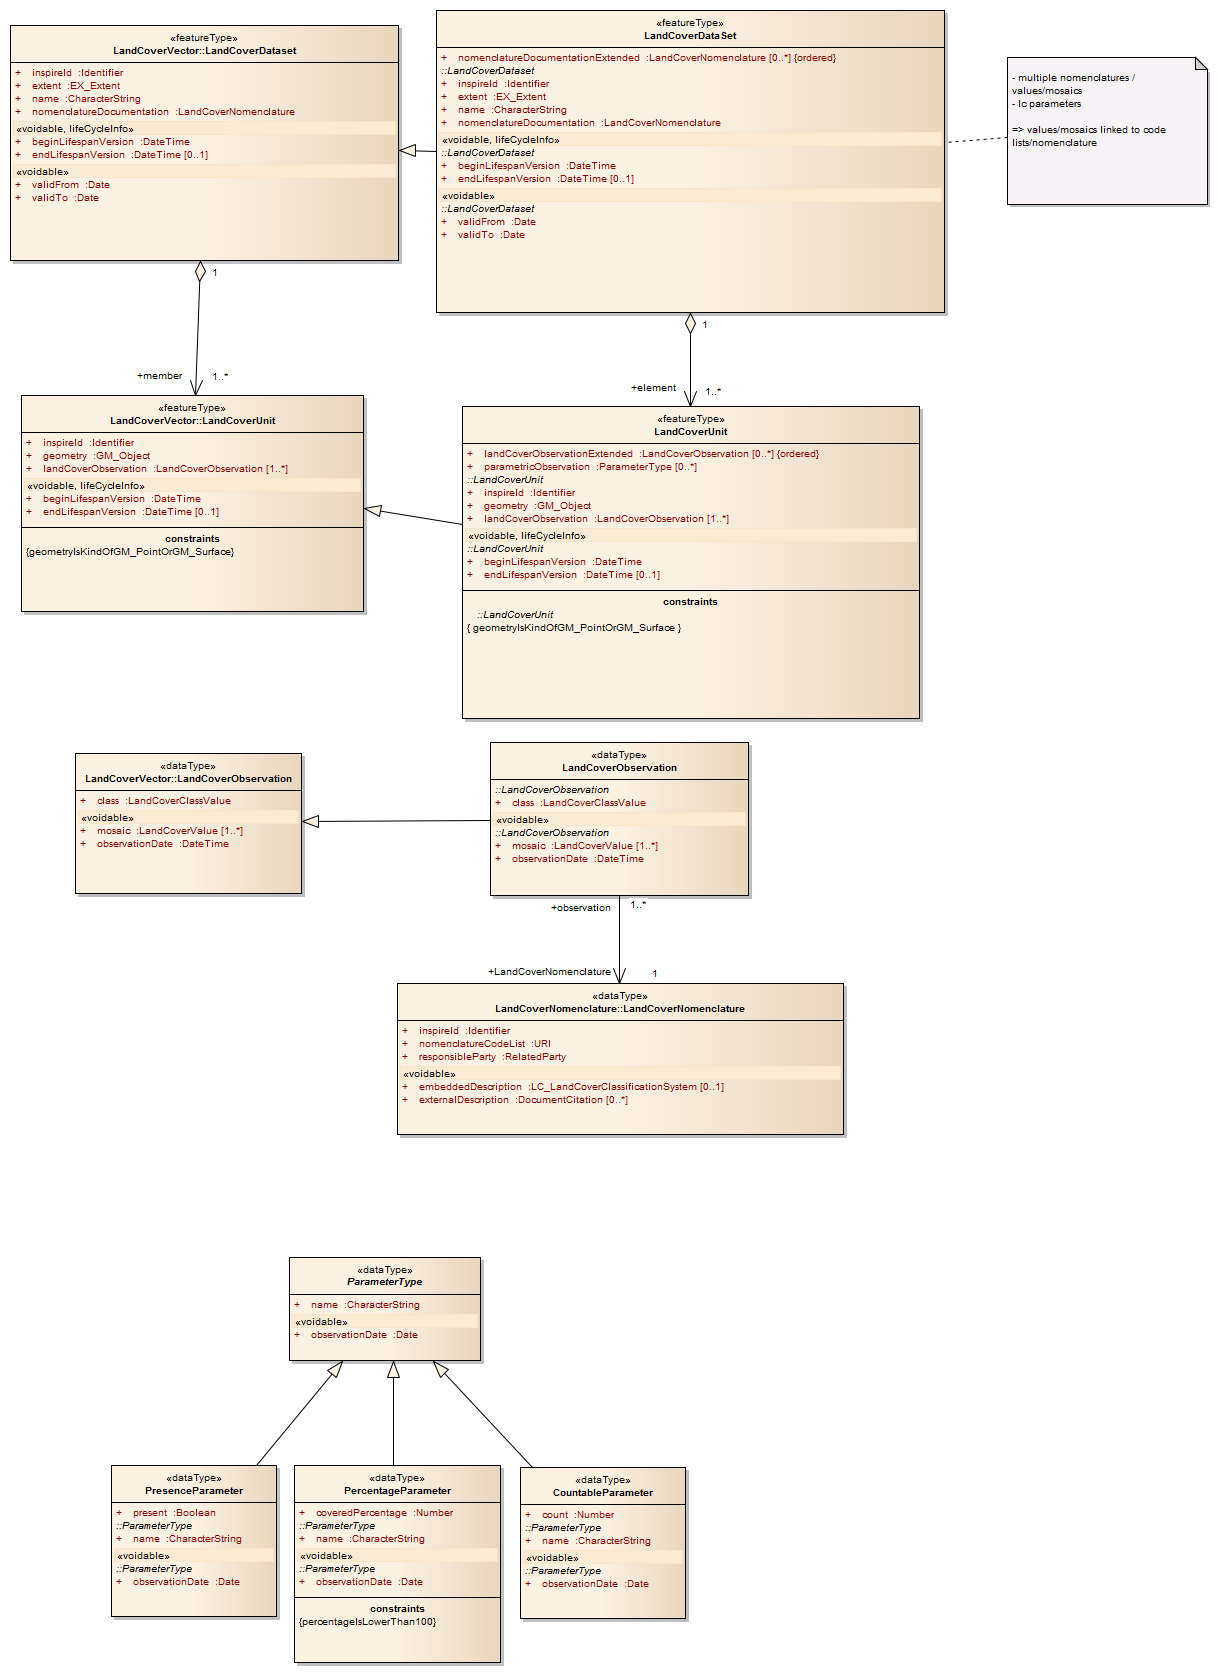 «featureType»
LandCoverVector::LandCoverDataset
+ inspireId :Identifier
+ extent :EX_Extent
+ name :CharacterString
+ nomenclatureDocumentation :LandCoverNomenclature
«voidable, lifeCycleInfo»
+ beginLifespanVersion :DateTime
+ endLifespanVersion :DateTime [0..1]
«voidable»
+ validFrom :Date
+ validTo :Date
«featureType»
LandCoverDataSet
+ nomenclatureDocumentationExtended :LandCoverNomenclature [0..*] {ordered}
::LandCoverDataset
+ inspireId :Identifier
+ extent :EX_Extent
+ name :CharacterString
+ nomenclatureDocumentation :LandCoverNomenclature
«voidable, lifeCycleInfo»
::LandCoverDataset
+ beginLifespanVersion :DateTime
+ endLifespanVersion :DateTime [0..1]
«voidable»
::LandCoverDataset
+ validFrom :Date
+ validTo :Date
- multiple nomenclatures /
values/mosaics
- lc parameters
=> values/mosaics linked to code
lists/nomenclature
1
+member
1..*
1
+element
1..*
«featureType»
LandCoverVector::LandCoverUnit
+ inspireId :Identifier
+ geometry :GM_Object
+ landCoverObservation :LandCoverObservation [1..*]
«voidable, lifeCycleInfo»
+ beginLifespanVersion :DateTime
+ endLifespanVersion :DateTime [0..1]
constraints
{geometryIsKindOfGM_PointOrGM_Surface}
«featureType»
LandCoverUnit
+ landCoverObservationExtended :LandCoverObservation [0..*] {ordered}
+ parametricObservation :ParameterType [0..*]
::LandCoverUnit
+ inspireId :Identifier
+ geometry :GM_Object
+ landCoverObservation :LandCoverObservation [1..*]
«voidable, lifeCycleInfo»
::LandCoverUnit
+ beginLifespanVersion :DateTime
+ endLifespanVersion :DateTime [0..1]
constraints
::LandCoverUnit
{ geometryIsKindOfGM_PointOrGM_Surface }
«dataType»
LandCoverVector::LandCoverObservation
+ class :LandCoverClassValue
«voidable»
+ mosaic :LandCoverValue [1..*]
+ observationDate :DateTime
«dataType»
LandCoverObservation
::LandCoverObservation
+ class :LandCoverClassValue
«voidable»
::LandCoverObservation
+ mosaic :LandCoverValue [1..*]
+ observationDate :DateTime
+observation
1..*
+LandCoverNomenclature
1
«dataType»
LandCoverNomenclature::LandCoverNomenclature
+ inspireId :Identifier
+ nomenclatureCodeList :URI
+ responsibleParty :RelatedParty
«voidable»
+ embeddedDescription :LC_LandCoverClassificationSystem [0..1]
+ externalDescription :DocumentCitation [0..*]
«dataType»
ParameterType
+ name :CharacterString
«voidable»
+ observationDate :Date
«dataType»
PresenceParameter
+ present :Boolean
::ParameterType
+ name :CharacterString
«voidable»
::ParameterType
+ observationDate :Date
«dataType»
PercentageParameter
+ coveredPercentage :Number
::ParameterType
+ name :CharacterString
«voidable»
::ParameterType
+ observationDate :Date
constraints
{percentageIsLowerThan100}
«dataType»
CountableParameter
+ count :Number
::ParameterType
+ name :CharacterString
«voidable»
::ParameterType
+ observationDate :Date